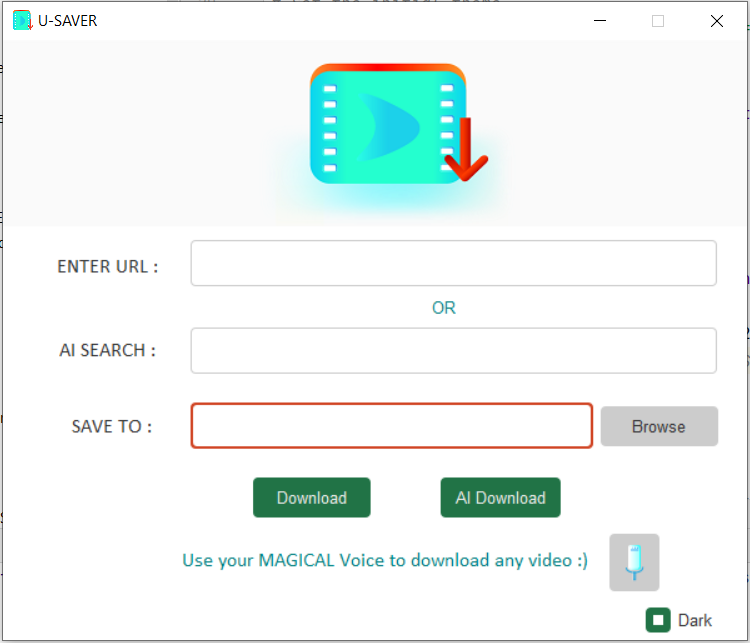 U-SAVER
ENTER URL :
OR
AI SEARCH :
SAVE TO :
Browse
Download
AI Download
Use your MAGICAL Voice to download any video :)
Dark